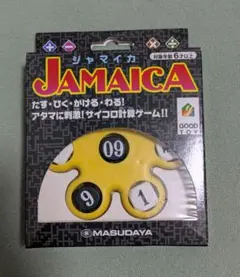 ジャマイカ
対象年齢6才以上
JAMAICA
たす・ひく・かける・わる!
アタマに刺激!サイコロ計算ゲーム!!
GOOD
TOY
60
9
1
MASUDAYA